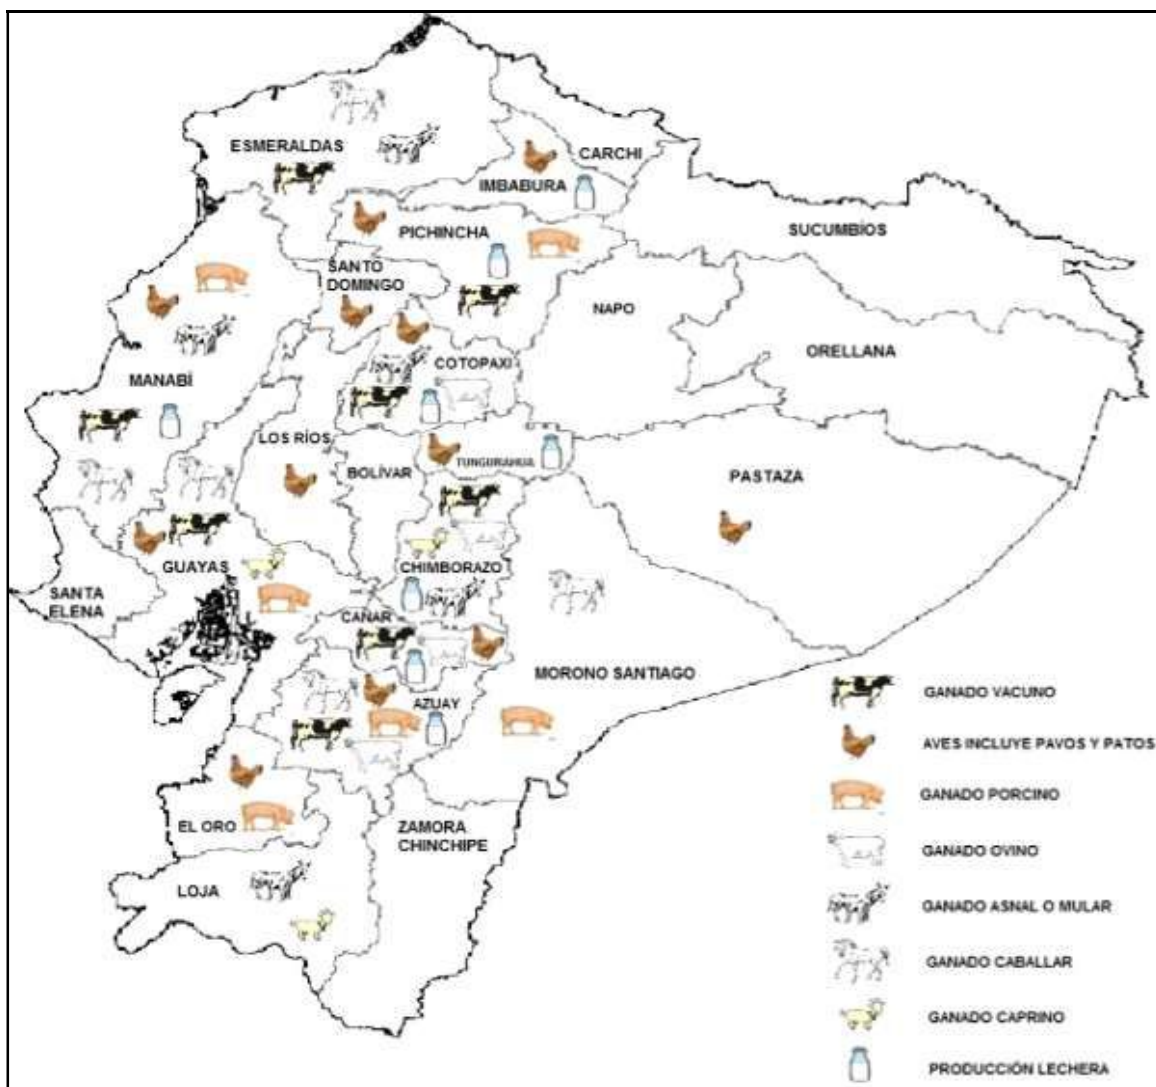 ESMERALDAS
CARCHI
IMBABURA
SUCUMBÍOS
PICHINCHA
SANTO
DOMINGO
NAPO
ORELLANA
COTOPAXI
MANABÍ
LOS RÍOS
BOLÍVAR
TUNGURAHUA
PASTAZA
GUAYAS
CHIMBORAZO
SANTA
ELENA
CAÑAR
MORONO SANTIAGO
AZUAY
EL ORO
ZAMORA
CHINCHIPE
LOJA
GANADO VACUNO
AVES INCLUYE PAVOS Y PATOS
GANADO PORCINO
GANADO OVINO
GANADO ASNAL O MULAR
GANADO CABALLAR
GANADO CAPRINO
PRODUCCIÓN LECHERA